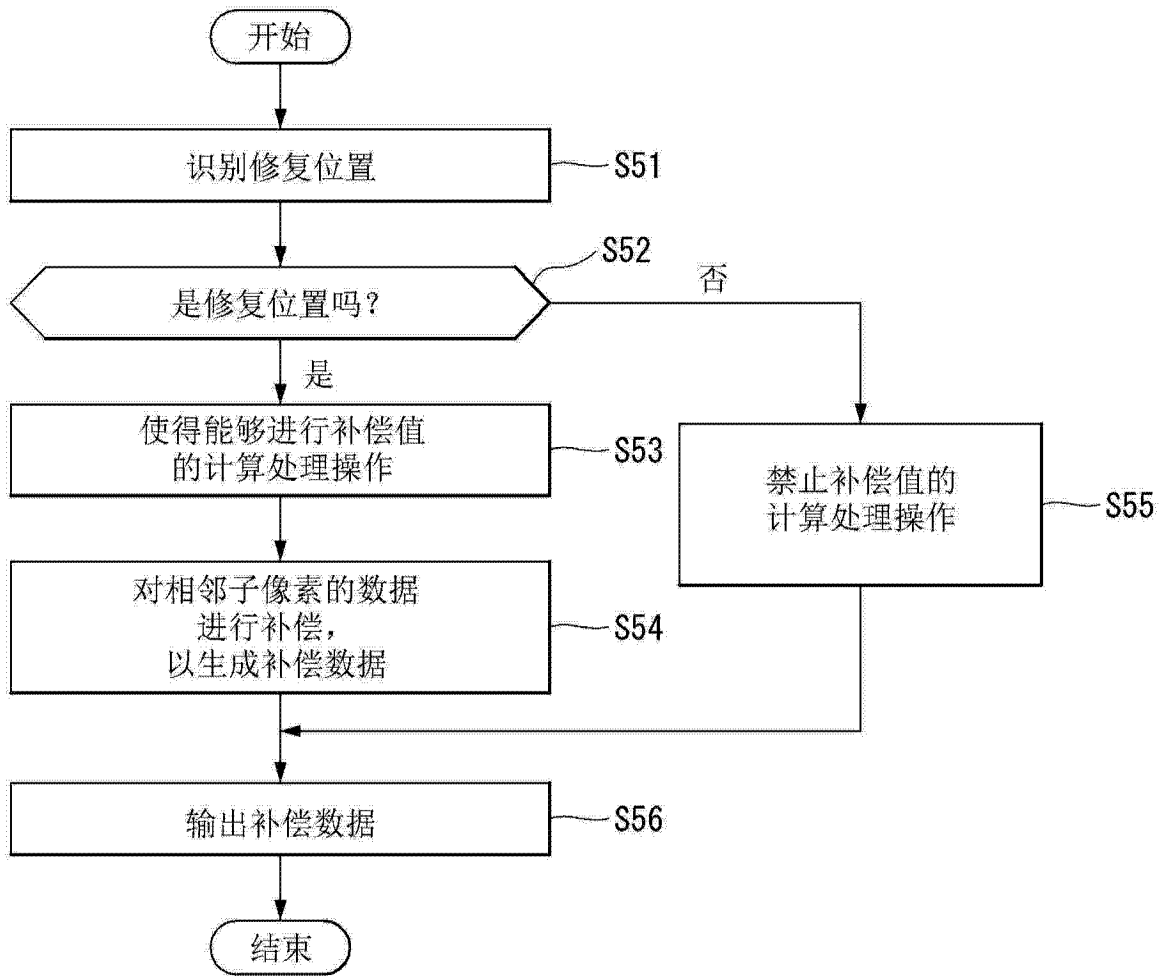 开始
识别修复位置
S51
S52
是修复位置吗?
否
是
使得能够进行补偿值
的计算处理操作
S53
禁止补偿值的
计算处理操作
S55
对相邻子像素的数据
进行补偿，
以生成补偿数据
S54
输出补偿数据
S56
结束